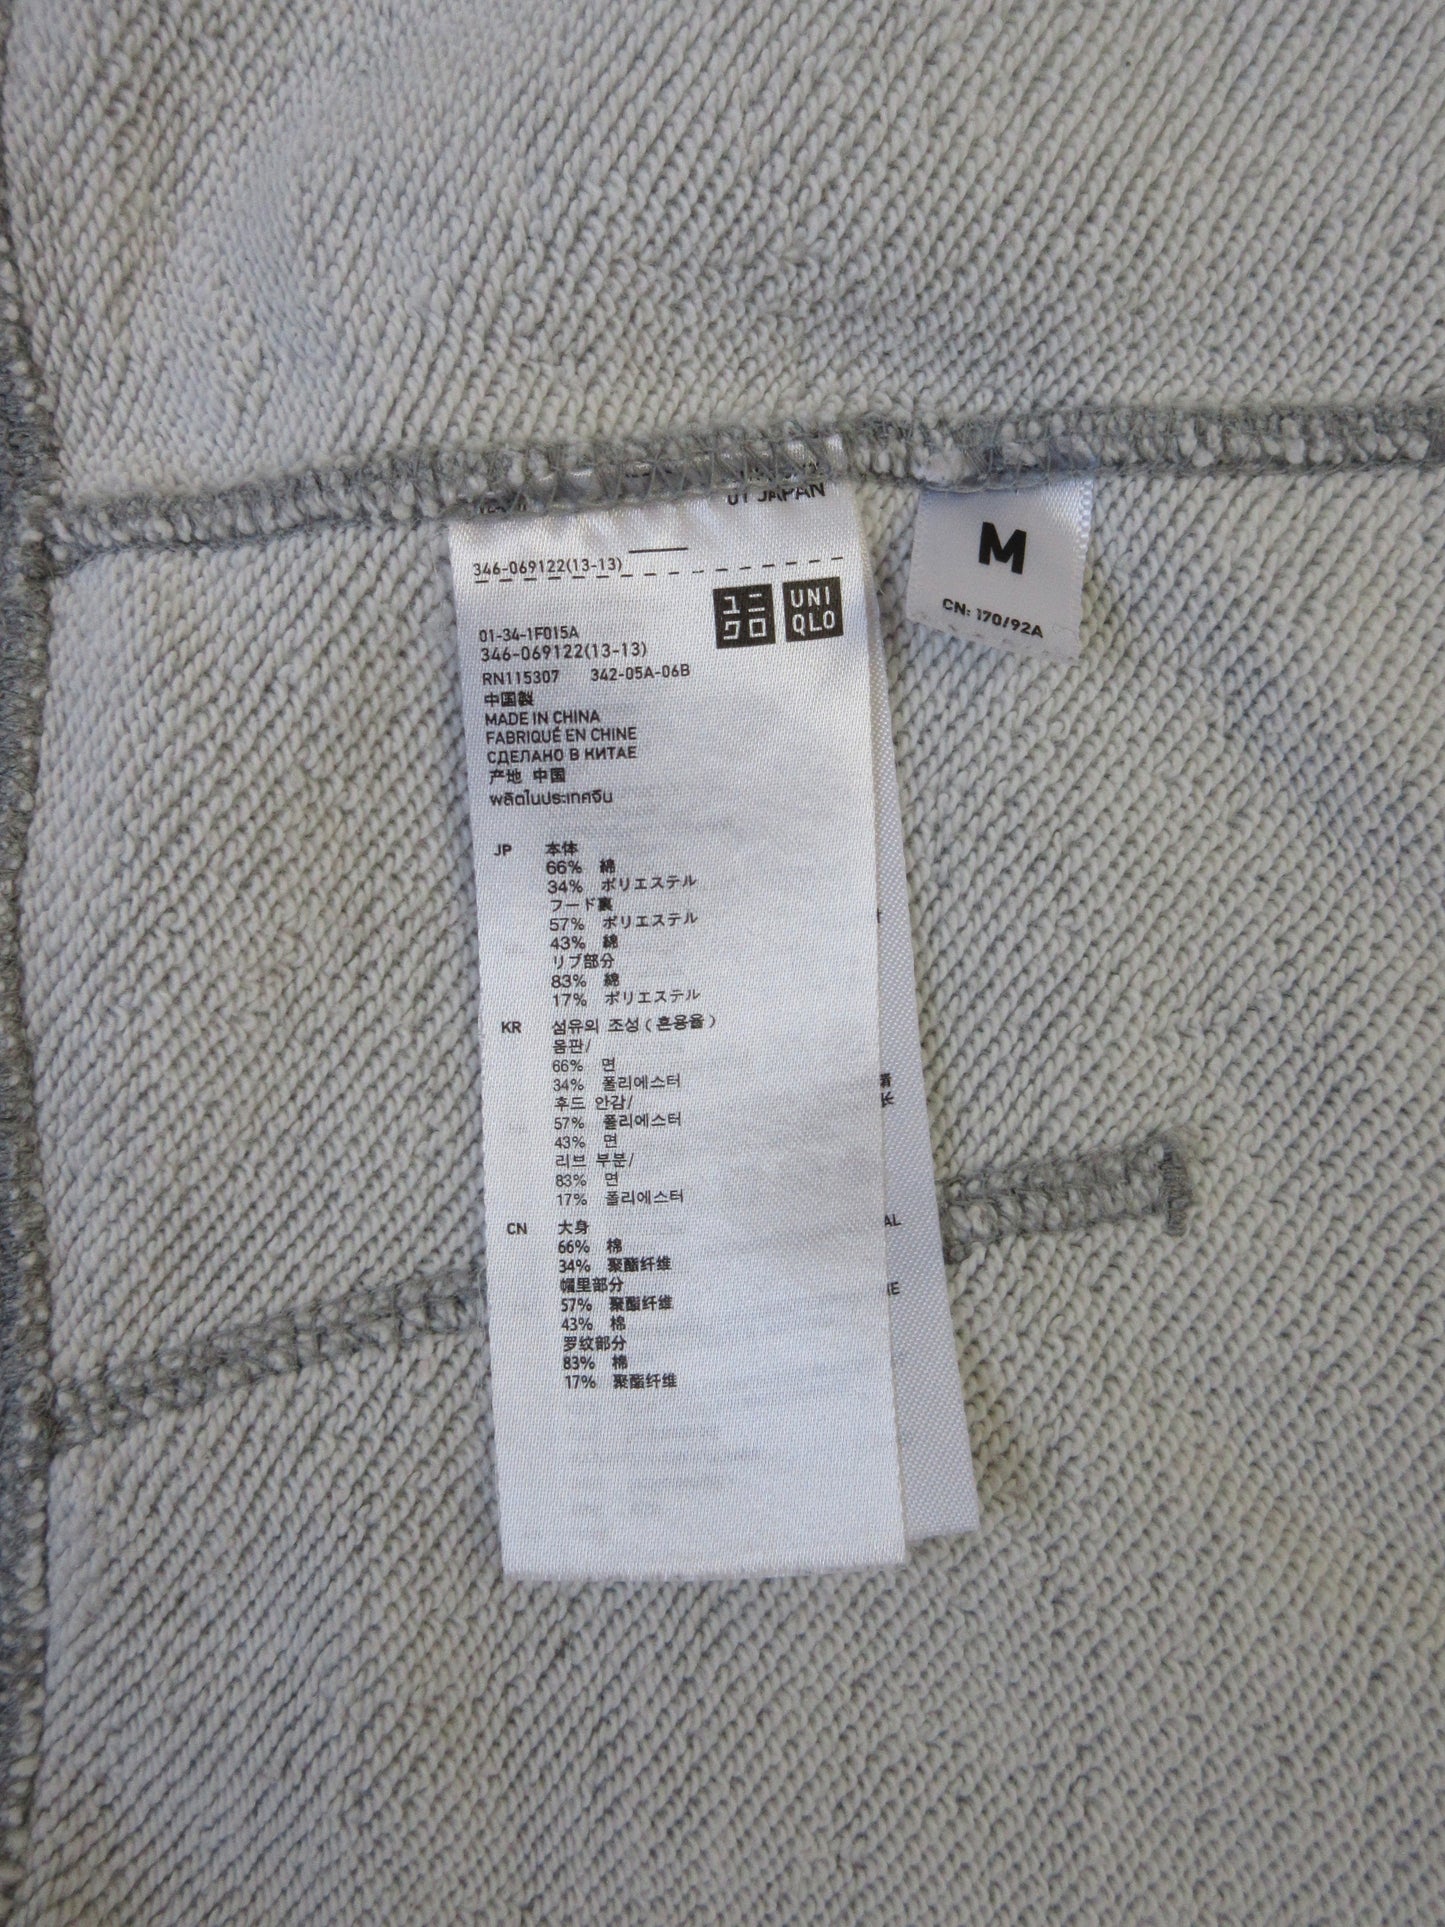 01 JAPAN
346-069122(13-13)
ユニ
クロ
UNI
QLO
M
CN: 170/92A
01-34-1F015A
346-069122(13-13)
RN115307 342-05A-06B
中国製
MADE IN CHINA
FABRIQUÉ EN CHINE
СДЕЛАНО В КИТАЕ
产地 中国
ผลิตในประเทศจีน
JP 本体
66% 綿
34% ポリエステル
フード裏
57% ポリエステル
43% 綿
リブ部分
83% 綿
17% ポリエステル
KR 섬유의 조성 ( 혼용율 )
몸판/
66% 면
34% 폴리에스터
후드 안감/
57% 폴리에스터
43% 면
리브 부분/
83% 면
17% 폴리에스터
CN 大身
66% 棉
34% 聚酯纤维
帽里部分
57% 聚酯纤维
43% 棉
罗纹部分
83% 棉
17% 聚酯纤维